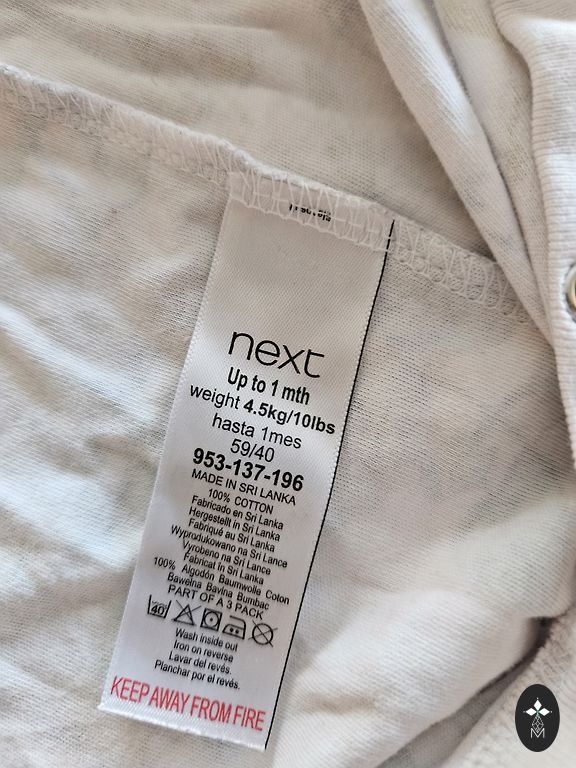 next
Up to 1 mth
weight 4.5kg/10lbs
hasta 1mes
59/40
953-137-196
MADE IN SRI LANKA
100% COTTON
Fabricado en Sri Lanka
Hergestellt in Sri Lanka
Fabriqué au Sri Lanka
Wyprodukowano na Sri Lance
Vyrobeno na Sri Lance
Fabricat în Sri Lanka
100% Algodón Baumwolle Coton
Bawełna Bavlna Bumbac
PART OF A 3 PACK
40°
Wash inside out
Iron on reverse
Lavar del revés.
Planchar por el revés.
KEEP AWAY FROM FIRE